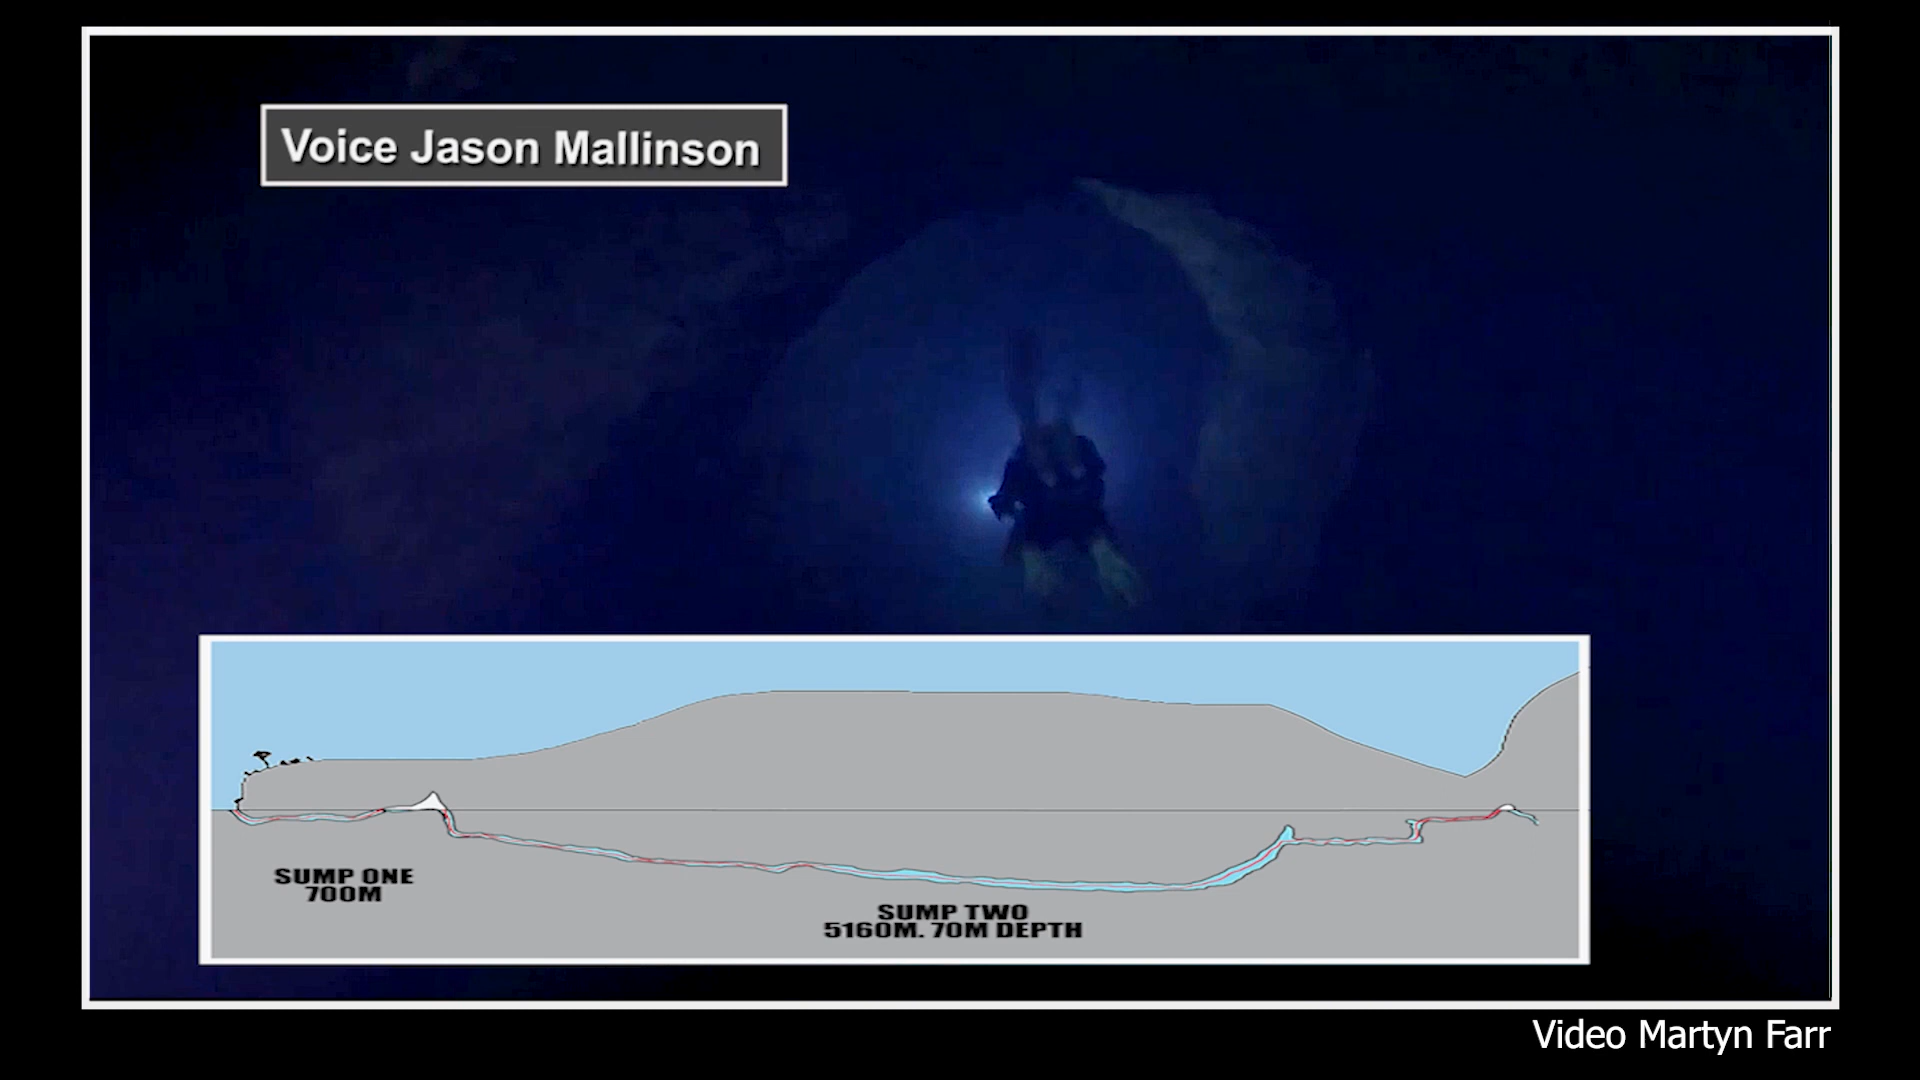 Voice Jason Mallinson
SUMP ONE
700M
SUMP TWO
5160M. 70M DEPTH
Video Martyn Farr